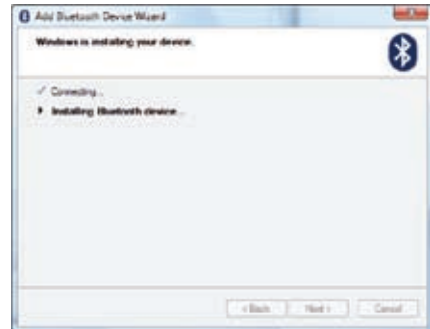 Add Bluetooth Device Wizard
Windows is installing your device.
✓ Connecting...
Installing Bluetooth device...
< Back Next > Cancel